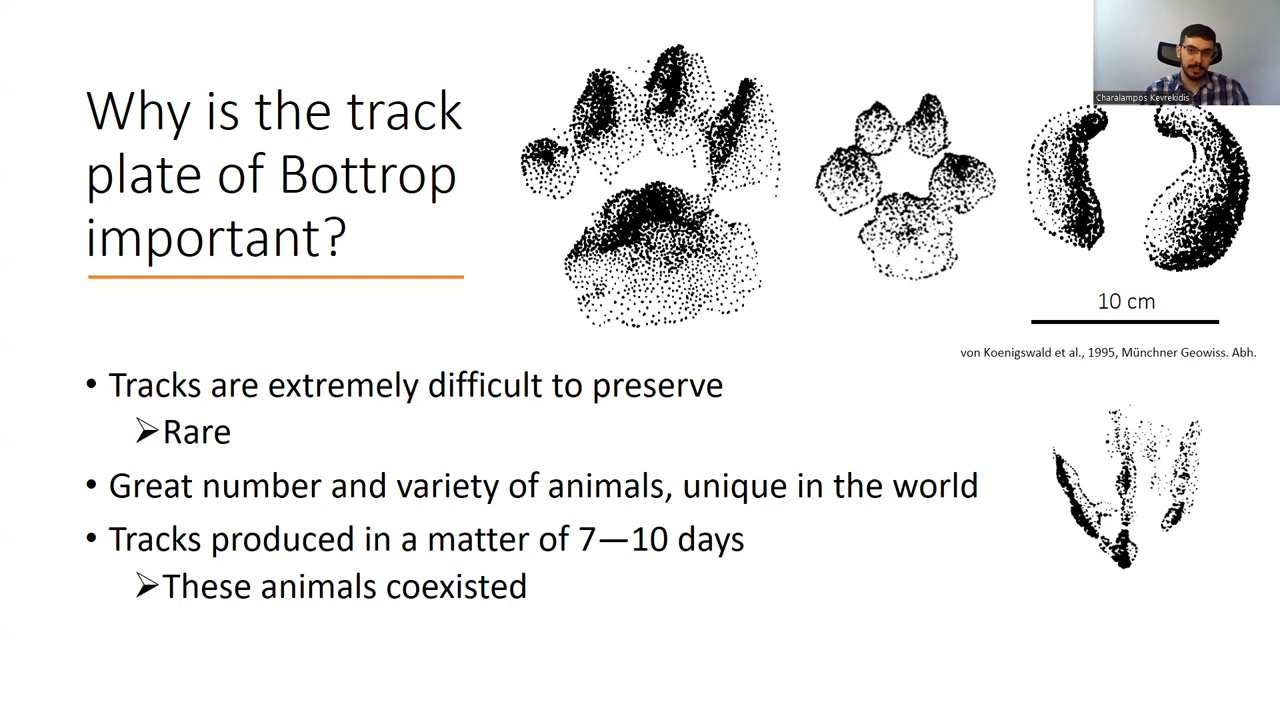 Charalampos Kevrekidis
Why is the track
plate of Bottrop
important?
10 cm
von Koenigswald et al., 1995, Münchner Geowiss. Abh.
• Tracks are extremely difficult to preserve
➢Rare
• Great number and variety of animals, unique in the world
• Tracks produced in a matter of 7—10 days
➢These animals coexisted